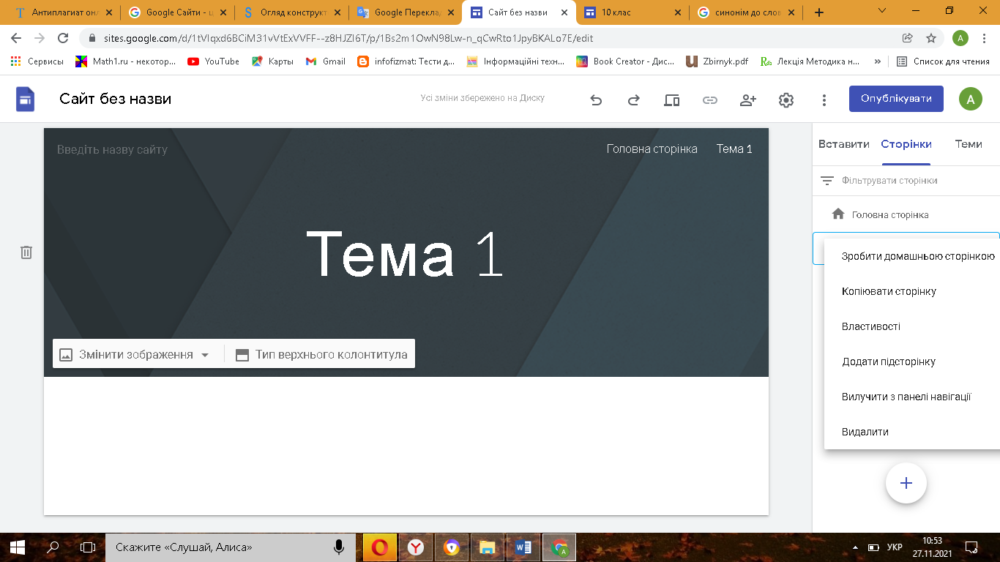 Антиплагиат онл
Google Сайти - ц
Огляд конструкт
Google Перекла
Сайт без назви
10 клас
синонім до слов
sites.google.com/d/1tVlqxd6BCiM31vVtExVVFF--z8HJZI6T/p/1Bs2m1OwN98Lw-n_qCwRto1JpyBKALo7E/edit
A
Сервисы
Math1.ru - некотор...
YouTube
Карты
Gmail
infofizmat: Тести д...
Інформаційні техн...
Book Creator - Дис...
Zbirnyk.pdf
Лекція Методика н...
»
Список для чтения
Сайт без назви
Усі зміни збережено на Диску
Опублікувати
A
Введіть назву сайту
Головна сторінка
Тема 1
Тема 1
Змінити зображення
Тип верхнього колонтитула
Вставити
Сторінки
Теми
Фільтрувати сторінки
Головна сторінка
Зробити домашньою сторінкою
Копіювати сторінку
Властивості
Додати підсторінку
Вилучити з панелі навігації
Видалити
Скажите «Слушай, Алиса»
УКР
10:53
27.11.2021